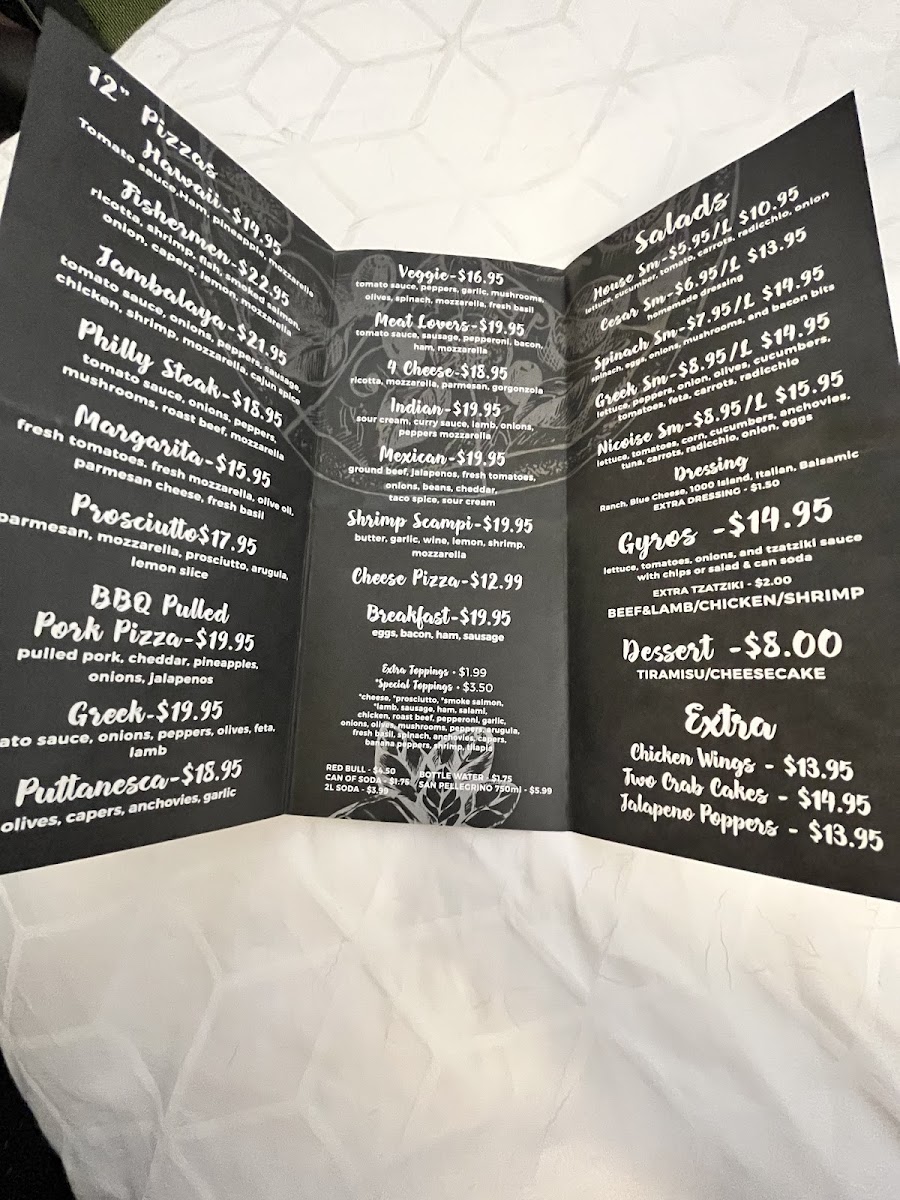 12” Pizzas
Hawaii-$14.95
Tomato sauce,Ham, pineapple, mozzarella
Fishermen-$22.95
ricotta, shrimp, fish, smoked salmon,
onion, capers, lemon, mozzarella
Jambalaya-$21.95
tomato sauce, onions, peppers, sausage,
chicken, shrimp, mozzarella, cajun spice
Philly Steak-$18.95
tomato sauce, onions, peppers,
mushrooms, roast beef, mozzarella
Margarita-$15.95
fresh tomatoes, fresh mozzarella, olive oil,
parmesan cheese, fresh basil
Prosciutto$17.95
parmesan, mozzarella, prosciutto, arugula,
lemon slice
BBQ Pulled
Pork Pizza-$19.95
pulled pork, cheddar, pineapples,
onions, jalapenos
Greek-$19.95
ato sauce, onions, peppers, olives, feta,
lamb
Puttanesca-$18.95
olives, capers, anchovies, garlic
Veggie-$16.95
tomato sauce, peppers, garlic, mushrooms,
olives, spinach, mozzarella, fresh basil
Meat Lovers-$19.95
tomato sauce, sausage, pepperoni, bacon,
ham, mozzarella
4 Cheese-$18.95
ricotta, mozzarella, parmesan, gorgonzola
Indian-$19.95
sour cream, curry sauce, lamb, onions,
peppers mozzarella
Mexican-$19.95
ground beef, jalapenos, fresh tomatoes,
onions, beans, cheddar,
taco spice, sour cream
Shrimp Scampi-$19.95
butter, garlic, wine, lemon, shrimp,
mozzarella
Cheese Pizza-$12.99
Breakfast-$19.95
eggs, bacon, ham, sausage
Extra Toppings - $1.99
*Special Toppings - $3.50
*cheese, *prosciutto, *smoke salmon,
*lamb, sausage, ham, salami,
chicken, roast beef, pepperoni, garlic,
onions, olives, mushrooms, peppers, arugula,
fresh basil, spinach, anchovies, capers,
banana peppers, shrimp, tilapia
RED BULL - $4.50
CAN OF SODA - $1.75
2L SODA - $3.99
BOTTLE WATER - $1.75
SAN PELLEGRINO 750ml - $5.99
Salads
House Sm-$5.95/L $10.95
lettuce, cucumber, tomato, carrots, radicchio, onion
Cesar Sm-$6.95/L $13.95
homemade dressing
Spinach Sm-$7.95/L $14.95
spinach, eggs, onions, mushrooms, and bacon bits
Greek Sm-$8.95/L $14.95
lettuce, peppers, onion, olives, cucumbers,
tomatoes, feta, carrots, radicchio
Nicoise Sm-$8.95/L $15.95
lettuce, tomatoes, corn, cucumbers, anchovies,
tuna, carrots, radicchio, onion, eggs
Dressing
Ranch, Blue Cheese, 1000 Island, Italian, Balsamic
EXTRA DRESSING - $1.50
Gyros -$14.95
lettuce, tomatoes, onions, and tzatziki sauce
with chips or salad & can soda
EXTRA TZATZIKI - $2.00
BEEF&LAMB/CHICKEN/SHRIMP
Dessert -$8.00
TIRAMISU/CHEESECAKE
Extra
Chicken Wings - $13.95
Two Crab Cakes - $14.95
Jalapeno Poppers - $13.95